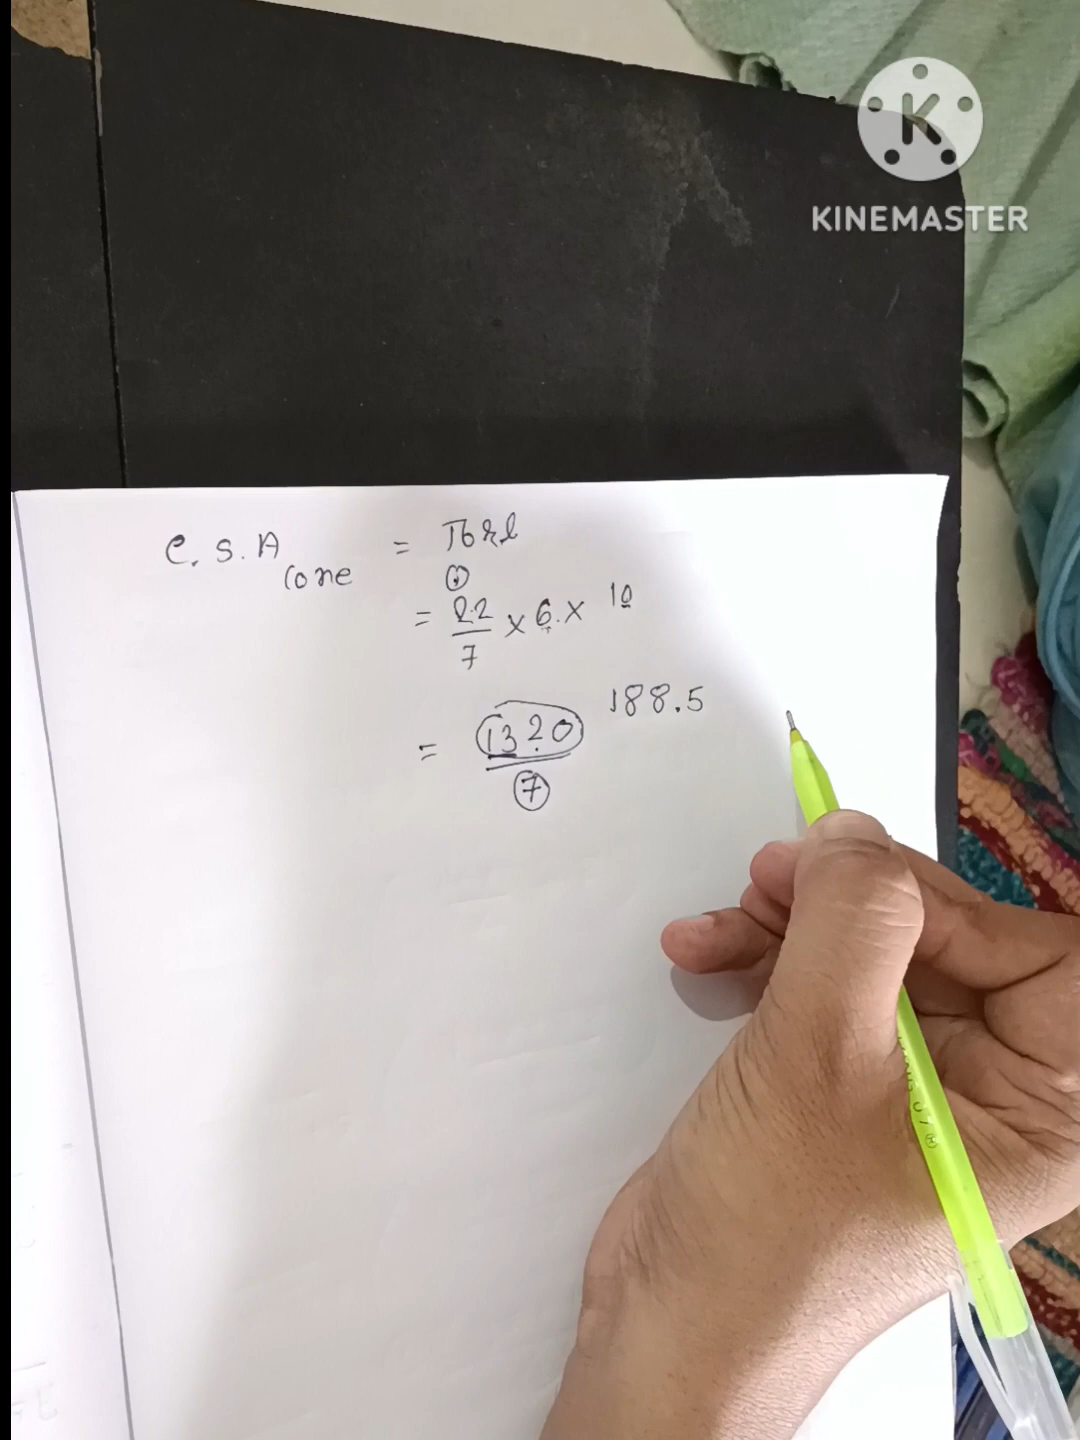 KINEMASTER
C.S.A cone = πrl
= 22/7 × 6 × 10
= 1320/7 188.5